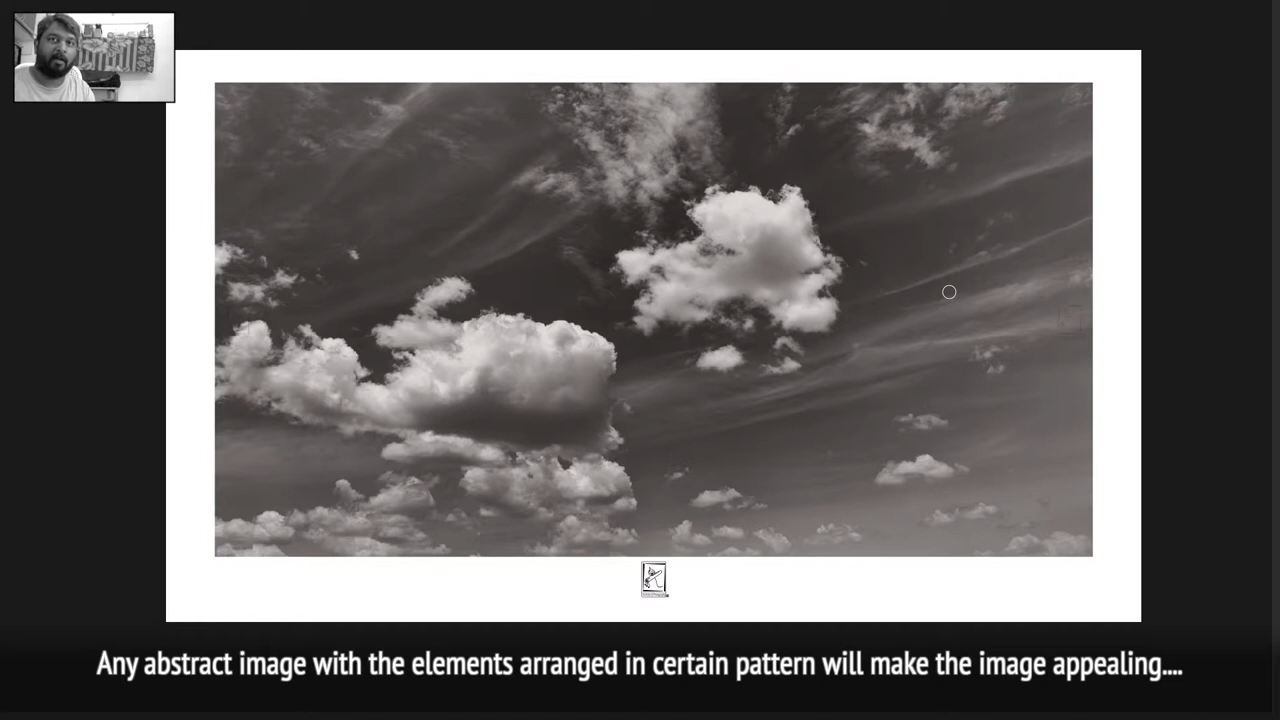 Any abstract image with the elements arranged in certain pattern will make the image appealing....